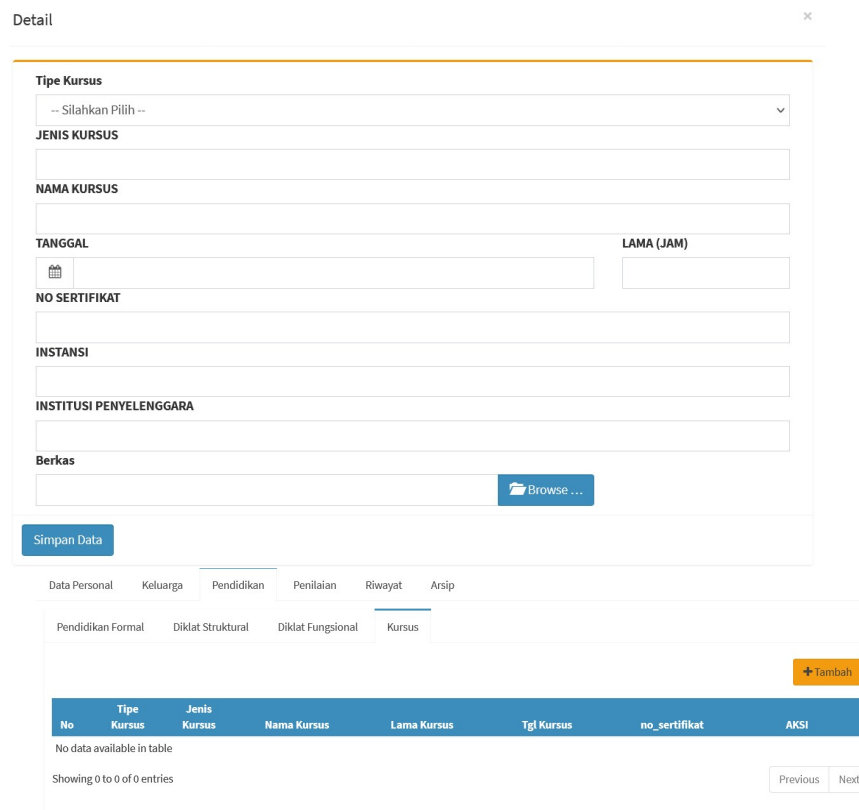 Detail ×
Tipe Kursus
-- Silahkan Pilih --
JENIS KURSUS
NAMA KURSUS
TANGGAL LAMA (JAM)
NO SERTIFIKAT
INSTANSI
INSTITUSI PENYELENGGARA
Berkas
Browse ...
Simpan Data
Data Personal Keluarga Pendidikan Penilaian Riwayat Arsip
Pendidikan Formal Diklat Struktural Diklat Fungsional Kursus
+Tambah
No Tipe Kursus Jenis Kursus Nama Kursus Lama Kursus Tgl Kursus no_sertifikat AKSI
No data available in table
Showing 0 to 0 of 0 entries Previous Next